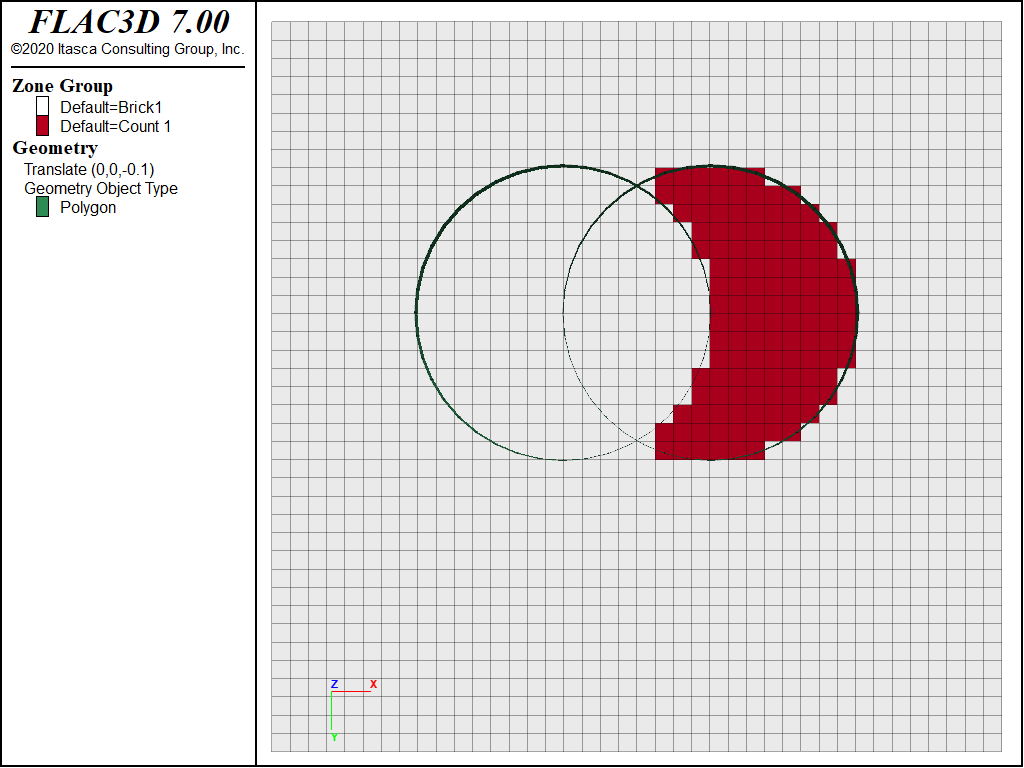 FLAC3D 7.00
©2020 Itasca Consulting Group, Inc.
Zone Group
Default=Brick1
Default=Count 1
Geometry
Translate (0,0,-0.1)
Geometry Object Type
Polygon
Z X
Y